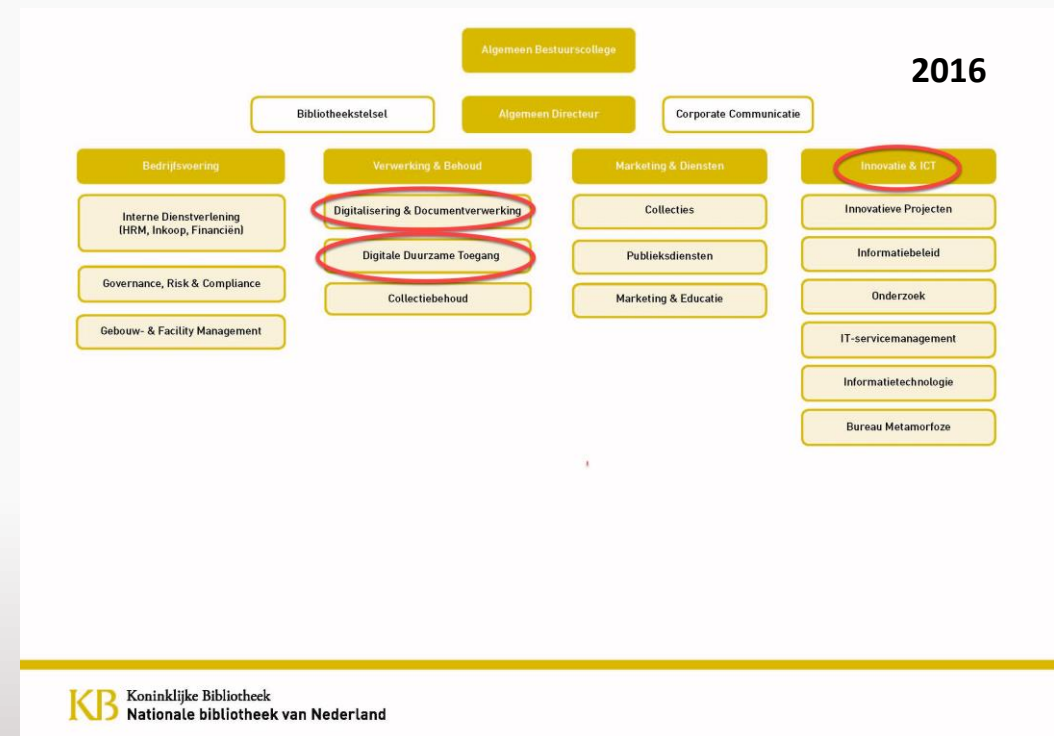 Algemeen Bestuurscollege
2016
Bibliotheekstelsel
Algemeen Directeur
Corporate Communicatie
Bedrijfsvoering
Verwerking & Behoud
Marketing & Diensten
Innovatie & ICT
Interne Dienstverlening
(HRM, Inkoop, Financiën)
Governance, Risk & Compliance
Gebouw- & Facility Management
Digitalisering & Documentverwerking
Digitale Duurzame Toegang
Collectiebehoud
Collecties
Publieksdiensten
Marketing & Educatie
Innovatieve Projecten
Informatiebeleid
Onderzoek
IT-servicemanagement
Informatietechnologie
Bureau Metamorfoze
KB Koninklijke Bibliotheek
Nationale bibliotheek van Nederland